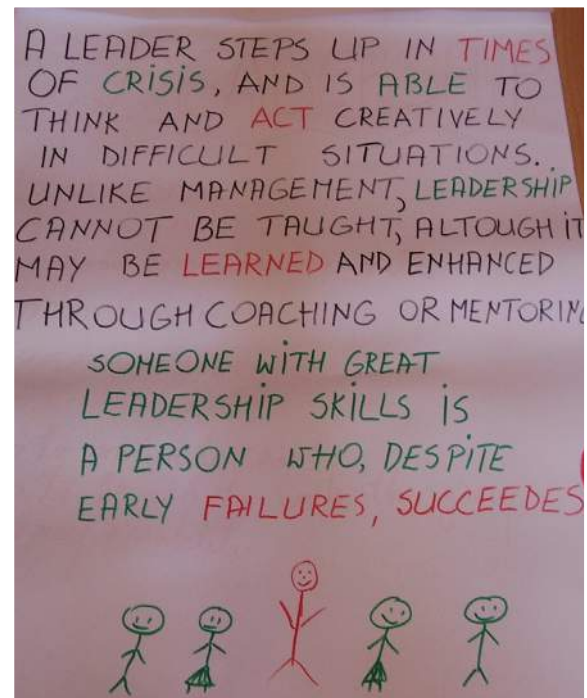 A LEADER STEPS UP IN TIMES
OF CRISIS, AND IS ABLE TO
THINK AND ACT CREATIVELY
IN DIFFICULT SITUATIONS.
UNLIKE MANAGEMENT, LEADERSHIP
CANNOT BE TAUGHT, ALTOUGH IT
MAY BE LEARNED AND ENHANCED
THROUGH COACHING OR MENTORING
SOMEONE WITH GREAT
LEADERSHIP SKILLS IS
A PERSON WHO, DESPITE
EARLY FAILURES, SUCCEEDES